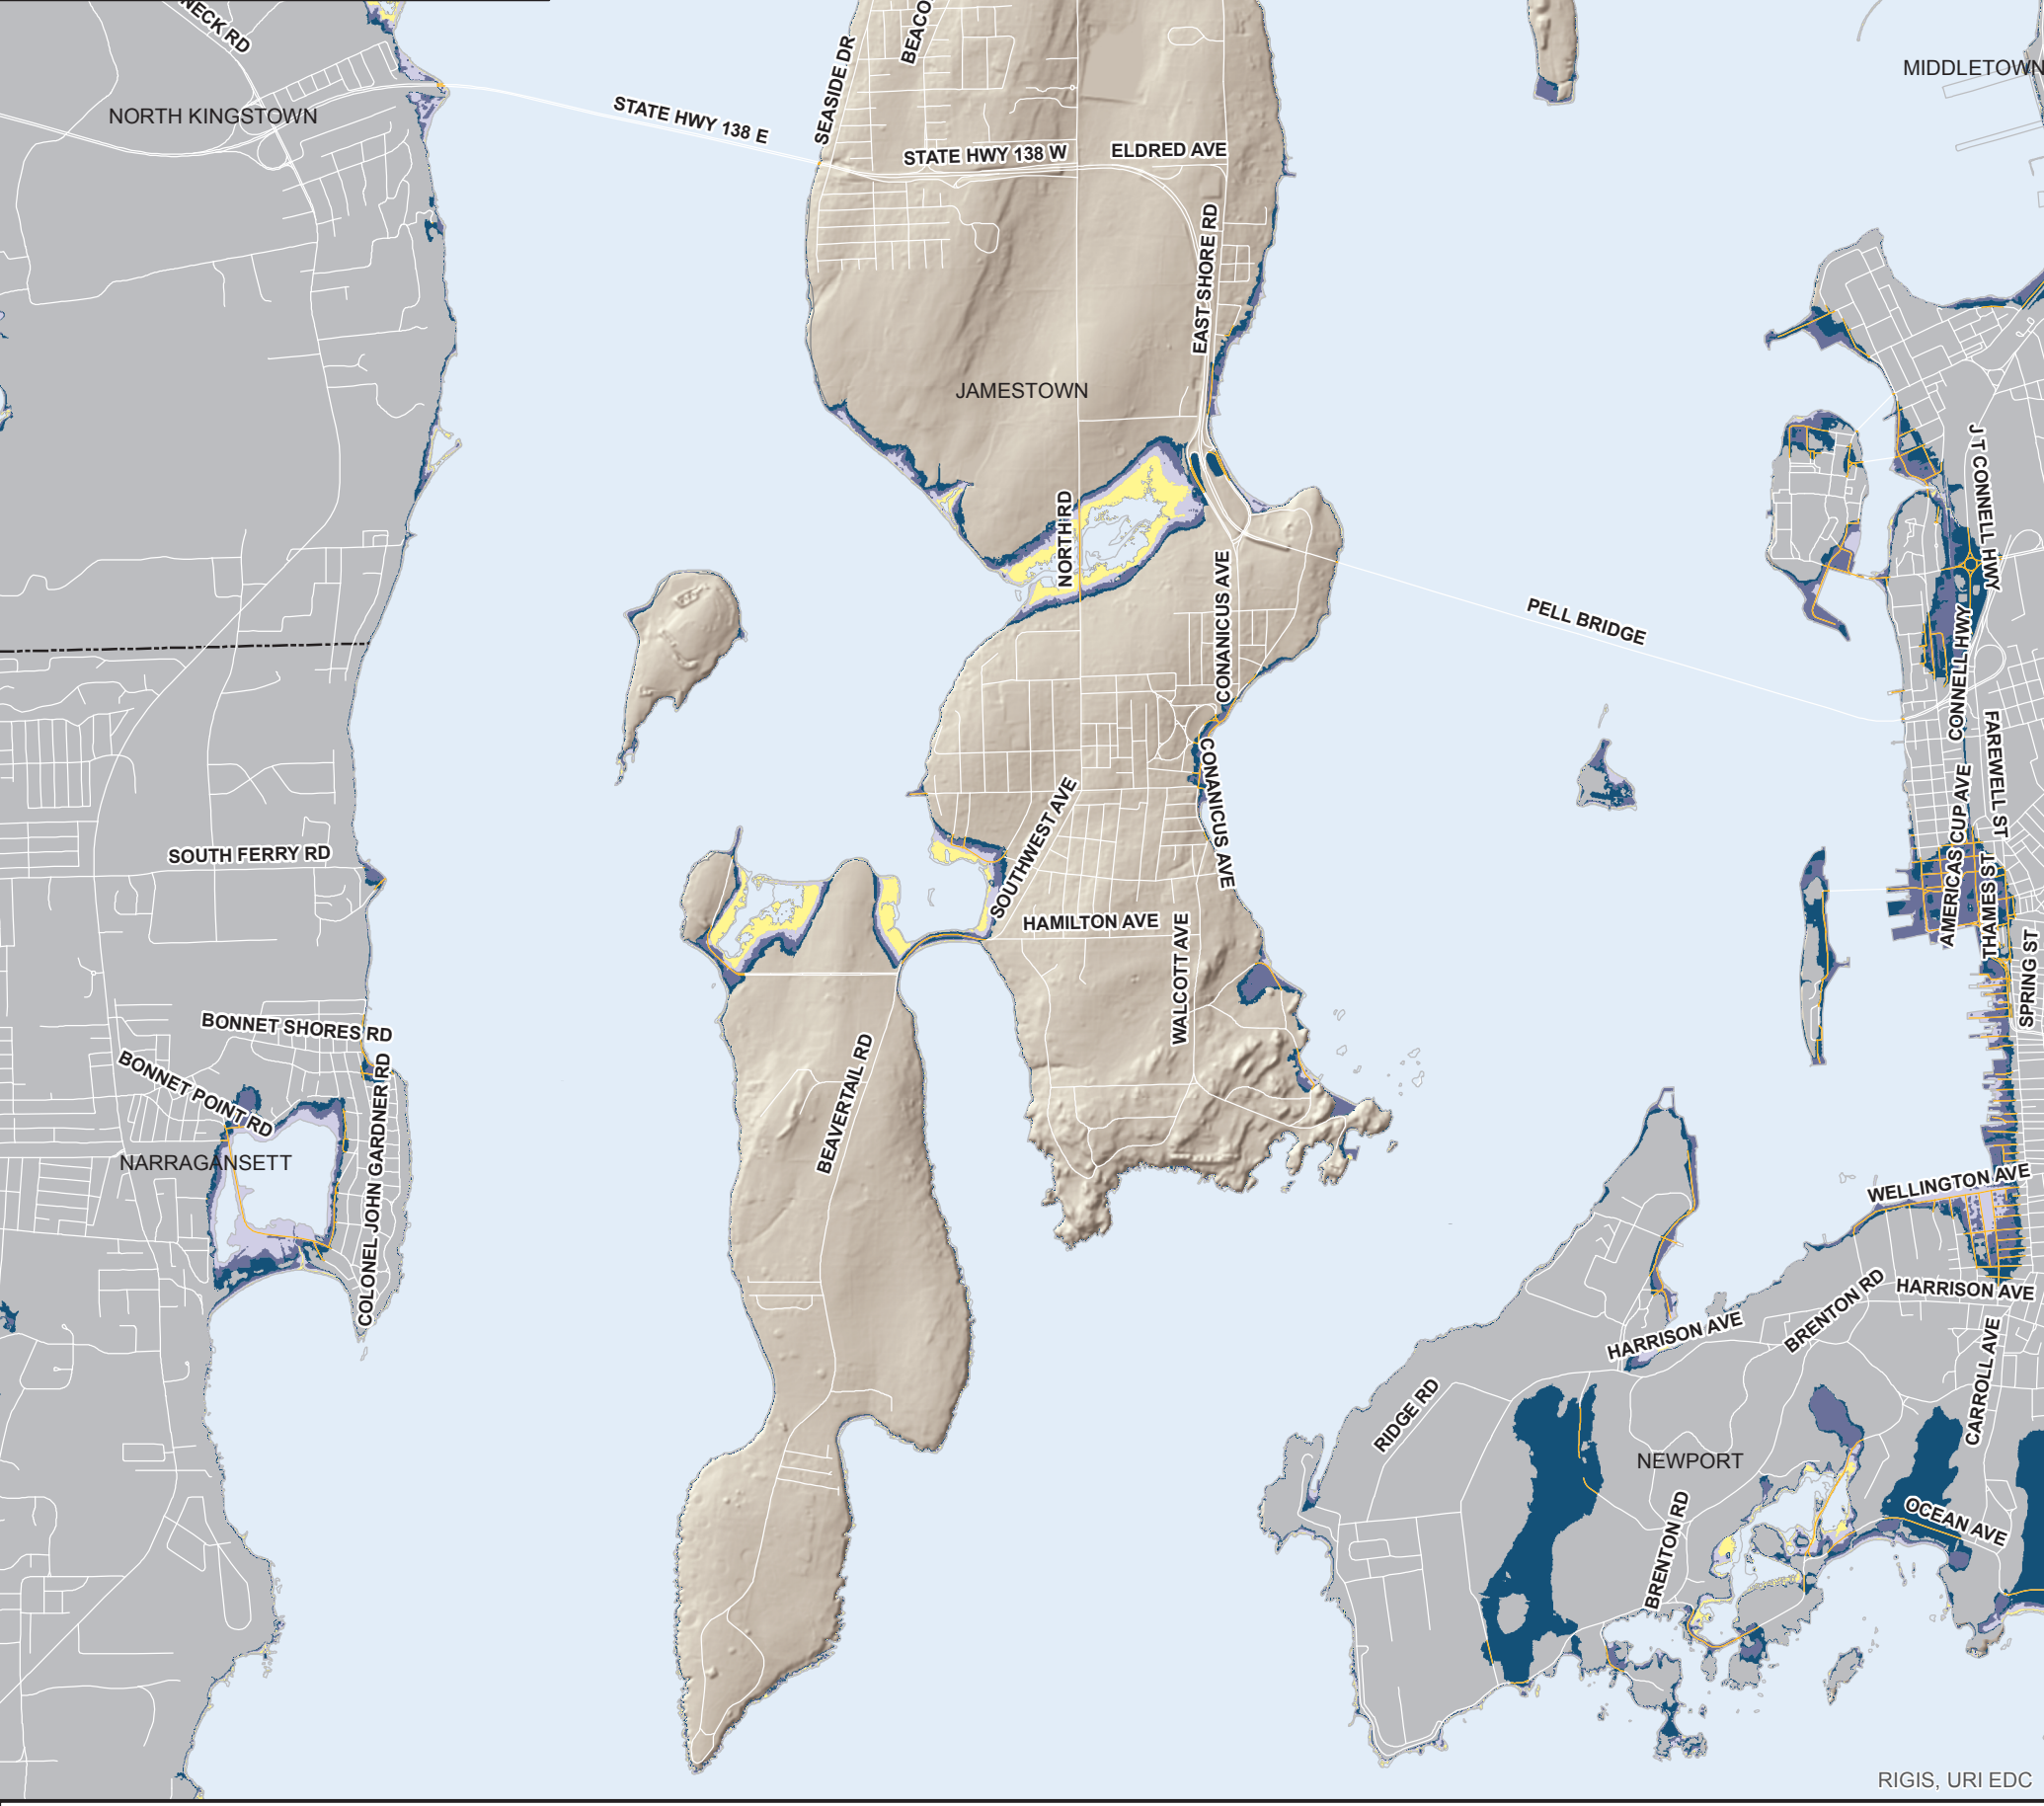 NECK RD
BEACO
SEASIDE DR
MIDDLETOWN
NORTH KINGSTOWN
STATE HWY 138 E
STATE HWY 138 W
ELDRED AVE
EAST SHORE RD
JAMESTOWN
J T CONNELL HWY
NORTH RD
CONANICUS AVE
PELL BRIDGE
CONNELL HWY
FAREWELL ST
CONANICUS AVE
SOUTHWEST AVE
AMERICAS CUP AVE
SOUTH FERRY RD
THAMES ST
HAMILTON AVE
WALCOTT AVE
SPRING ST
BONNET SHORES RD
BONNET POINT RD
COLONEL JOHN GARDNER RD
BEAVERTAIL RD
NARRAGANSETT
WELLINGTON AVE
HARRISON AVE
BRENTON RD
HARRISON AVE
CARROLL AVE
RIDGE RD
NEWPORT
OCEAN AVE
BRENTON RD
RIGIS, URI EDC